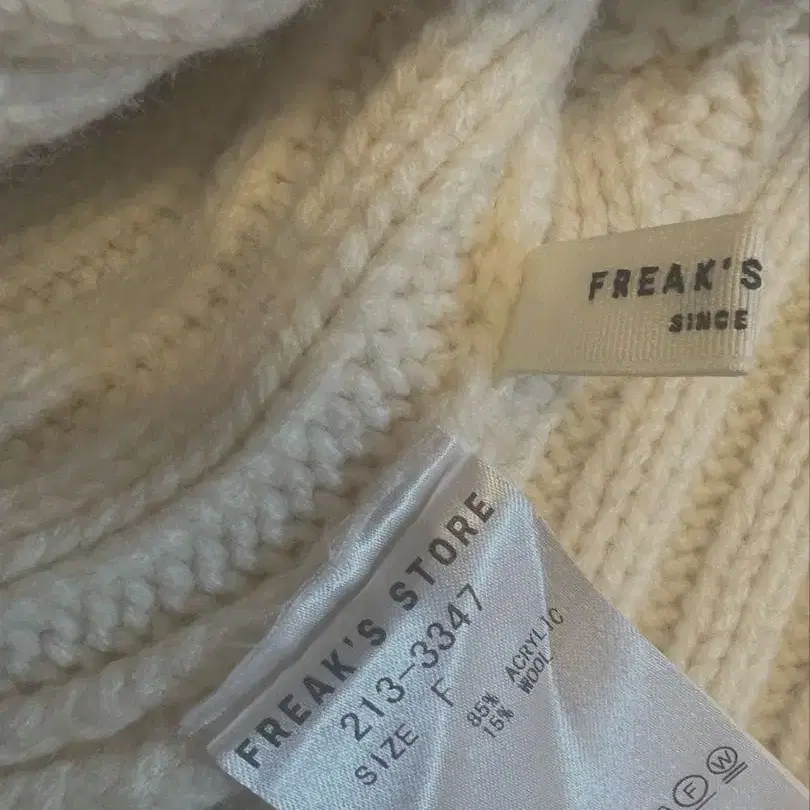 FREAK'S
SINCE
FREAK'S STORE
213-3347
SIZE F
85% ACRYLIC
15% WOOL
F W